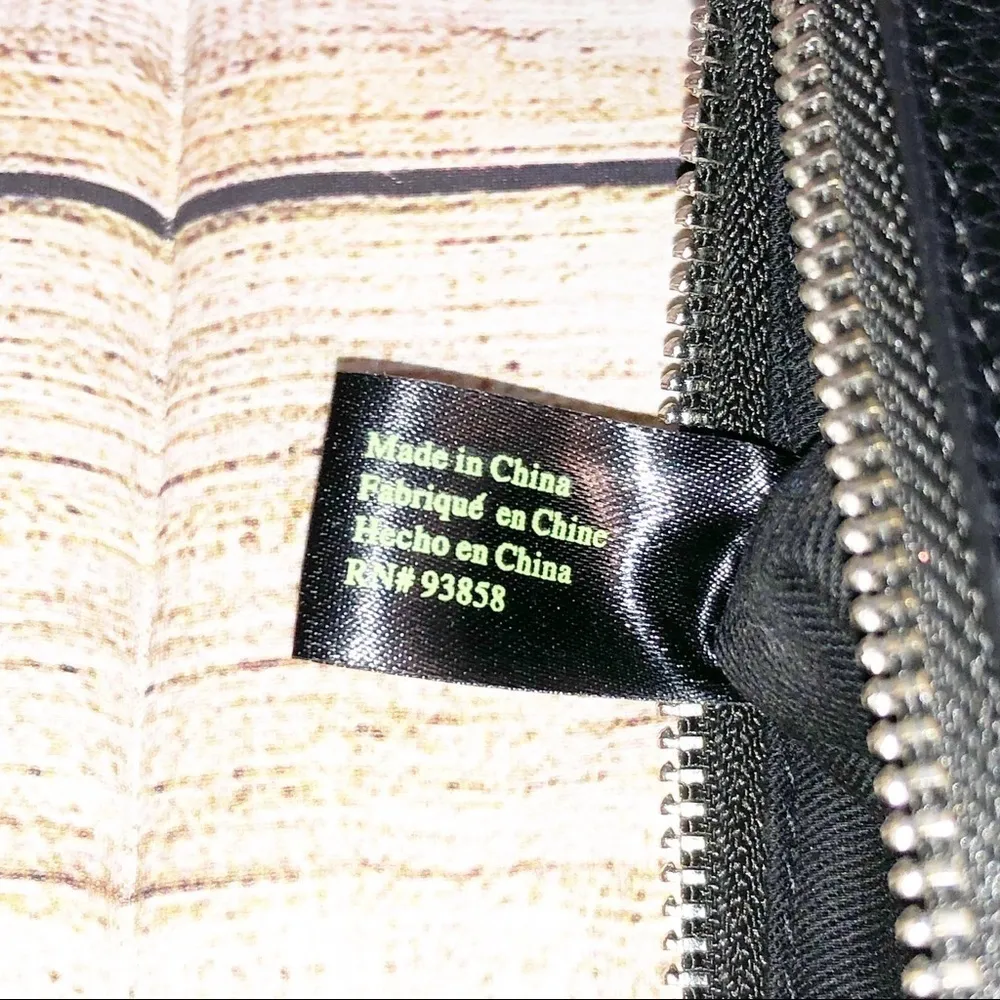 Made in China
Fabriqué en Chine
Hecho en China
RN# 93858